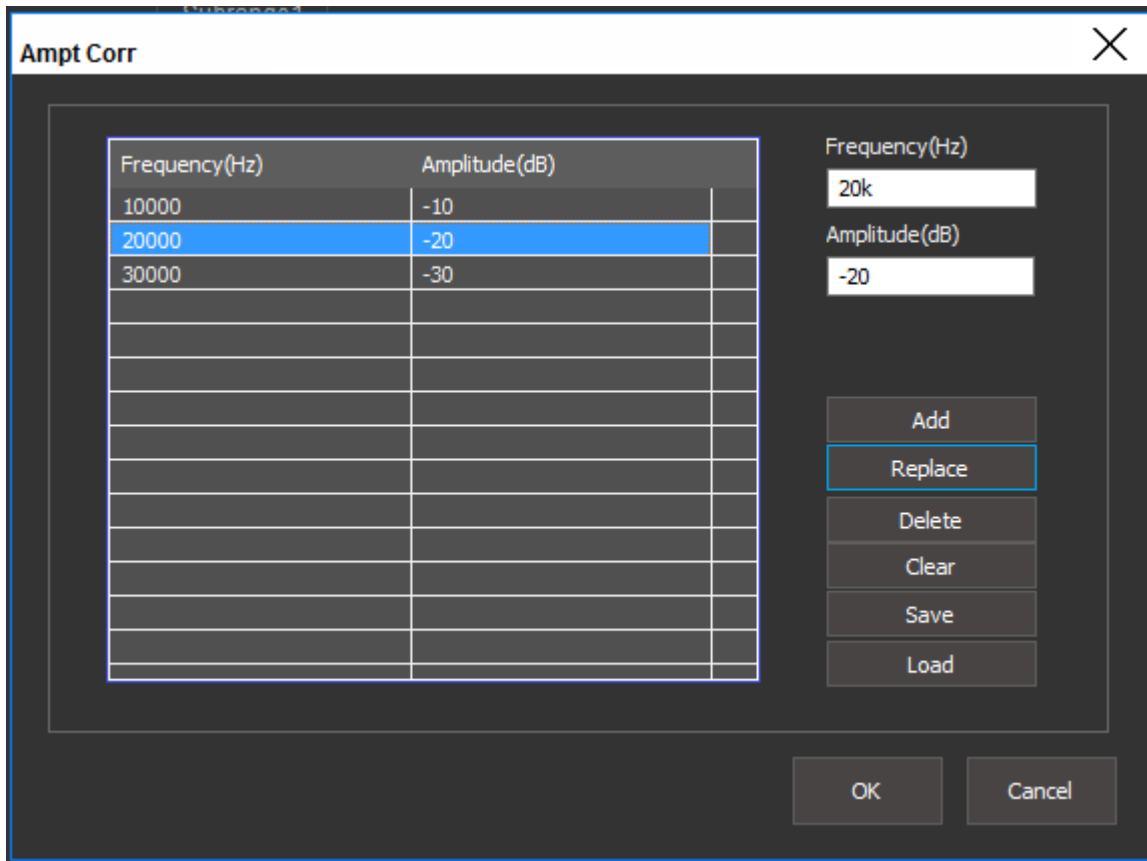 Subrange1
Ampt Corr
Frequency(Hz) Amplitude(dB)
10000 -10
20000 -20
30000 -30
Frequency(Hz)
20k
Amplitude(dB)
-20
Add
Replace
Delete
Clear
Save
Load
OK Cancel